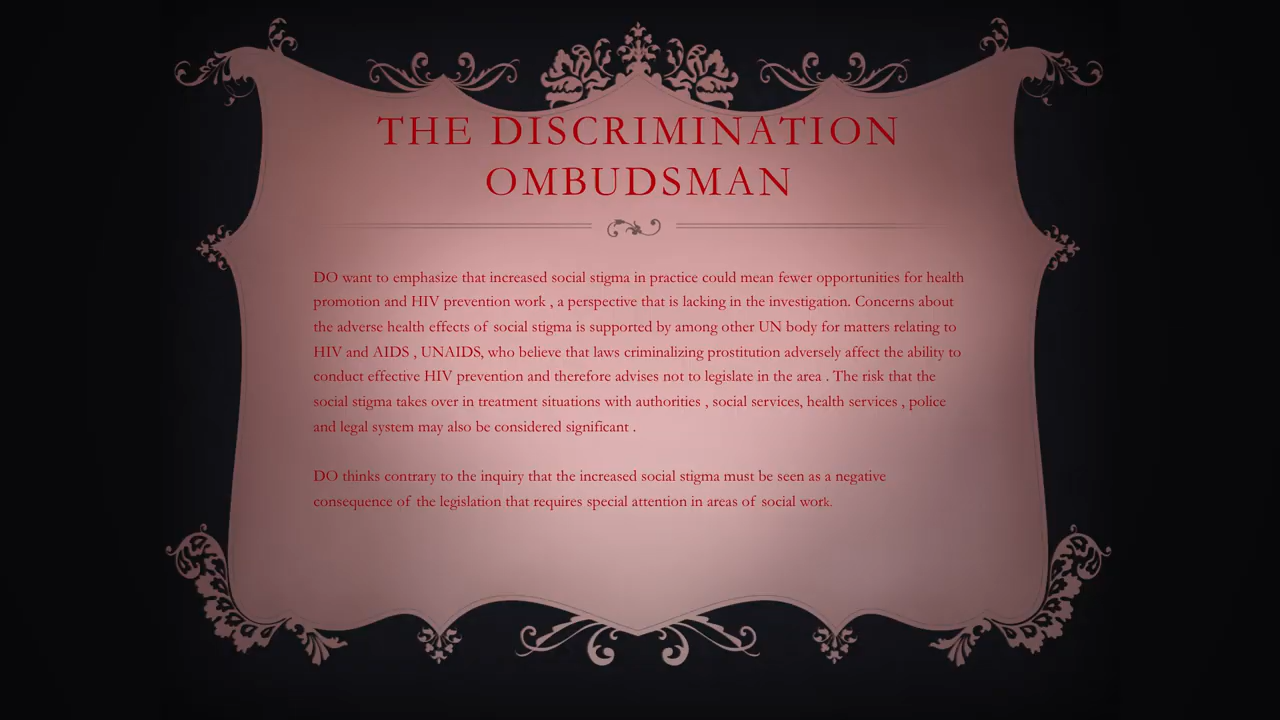 THE DISCRIMINATION
OMBUDSMAN
DO want to emphasize that increased social stigma in practice could mean fewer opportunities for health
promotion and HIV prevention work , a perspective that is lacking in the investigation. Concerns about
the adverse health effects of social stigma is supported by among other UN body for matters relating to
HIV and AIDS , UNAIDS, who believe that laws criminalizing prostitution adversely affect the ability to
conduct effective HIV prevention and therefore advises not to legislate in the area . The risk that the
social stigma takes over in treatment situations with authorities , social services, health services , police
and legal system may also be considered significant .
DO thinks contrary to the inquiry that the increased social stigma must be seen as a negative
consequence of the legislation that requires special attention in areas of social work.